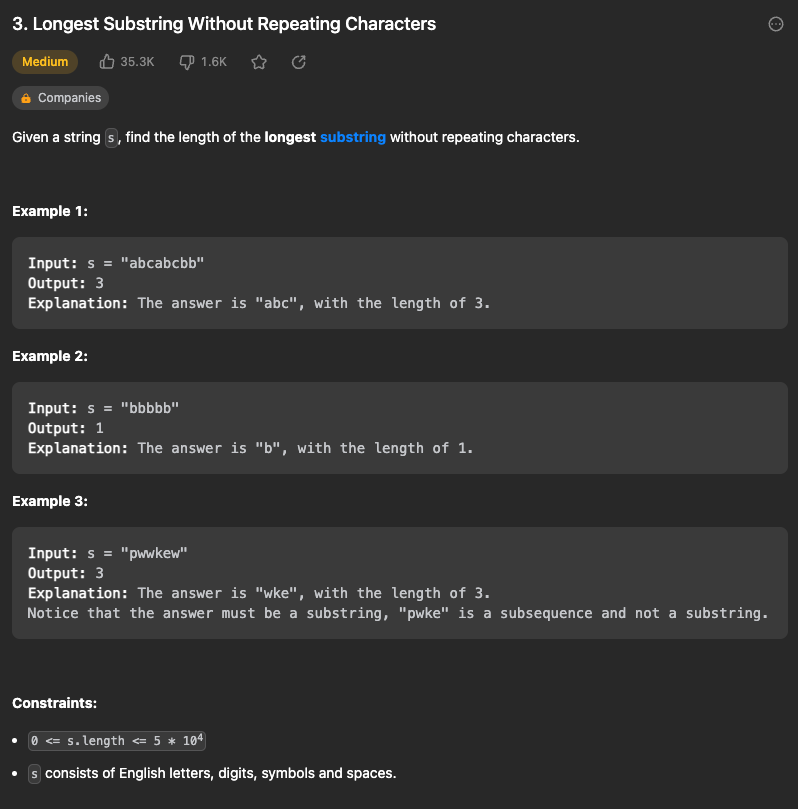 3. Longest Substring Without Repeating Characters
Medium 35.3K 1.6K
Companies
Given a string s, find the length of the longest substring without repeating characters.
Example 1:
Input: s = "abcabcbb"
Output: 3
Explanation: The answer is "abc", with the length of 3.
Example 2:
Input: s = "bbbbb"
Output: 1
Explanation: The answer is "b", with the length of 1.
Example 3:
Input: s = "pwwkew"
Output: 3
Explanation: The answer is "wke", with the length of 3.
Notice that the answer must be a substring, "pwke" is a subsequence and not a substring.
Constraints:
• 0 <= s.length <= 5 * 10⁴
• s consists of English letters, digits, symbols and spaces.